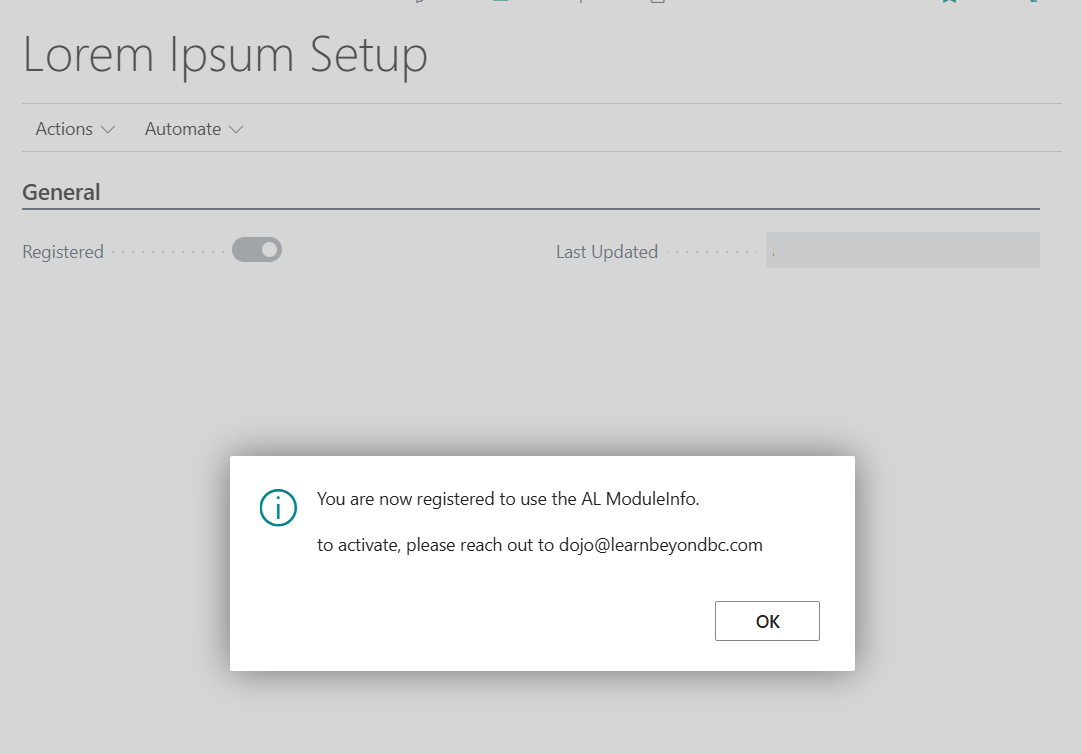 Lorem Ipsum Setup
Actions Automate
General
Registered Last Updated
You are now registered to use the AL ModuleInfo.
to activate, please reach out to dojo@learnbeyondbc.com
OK